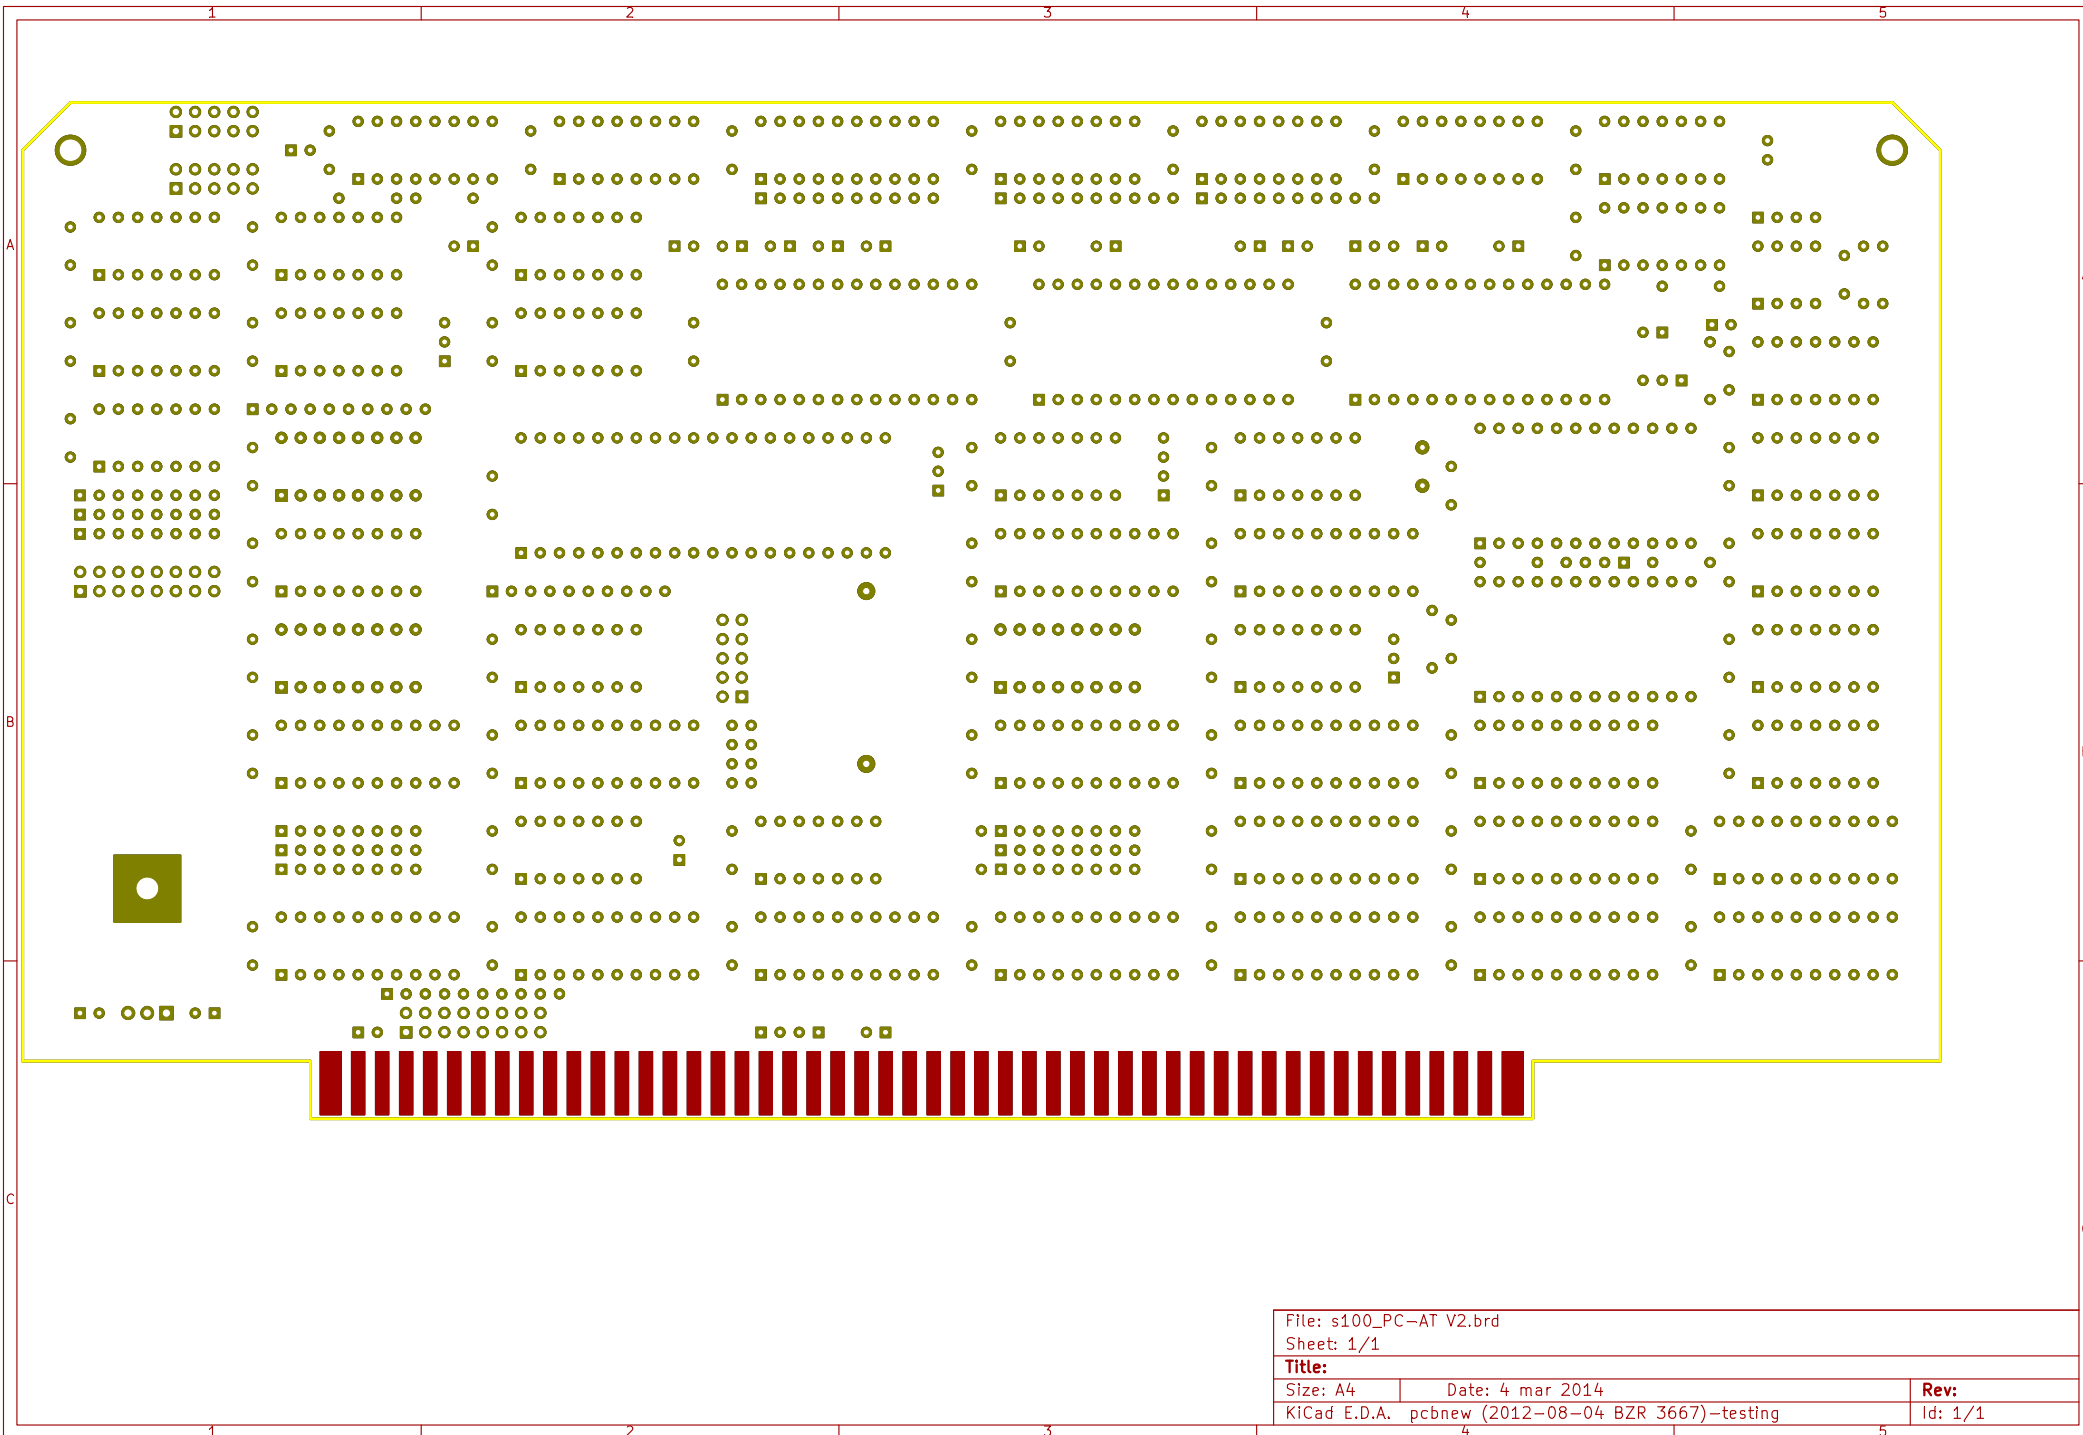 1 2 3 4 5
A
B
C
File: s100_PC-AT V2.brd
Sheet: 1/1
Title:
Size: A4 Date: 4 mar 2014 Rev:
KiCad E.D.A. pcbnew (2012-08-04 BZR 3667)-testing Id: 1/1
1 2 3 4 5